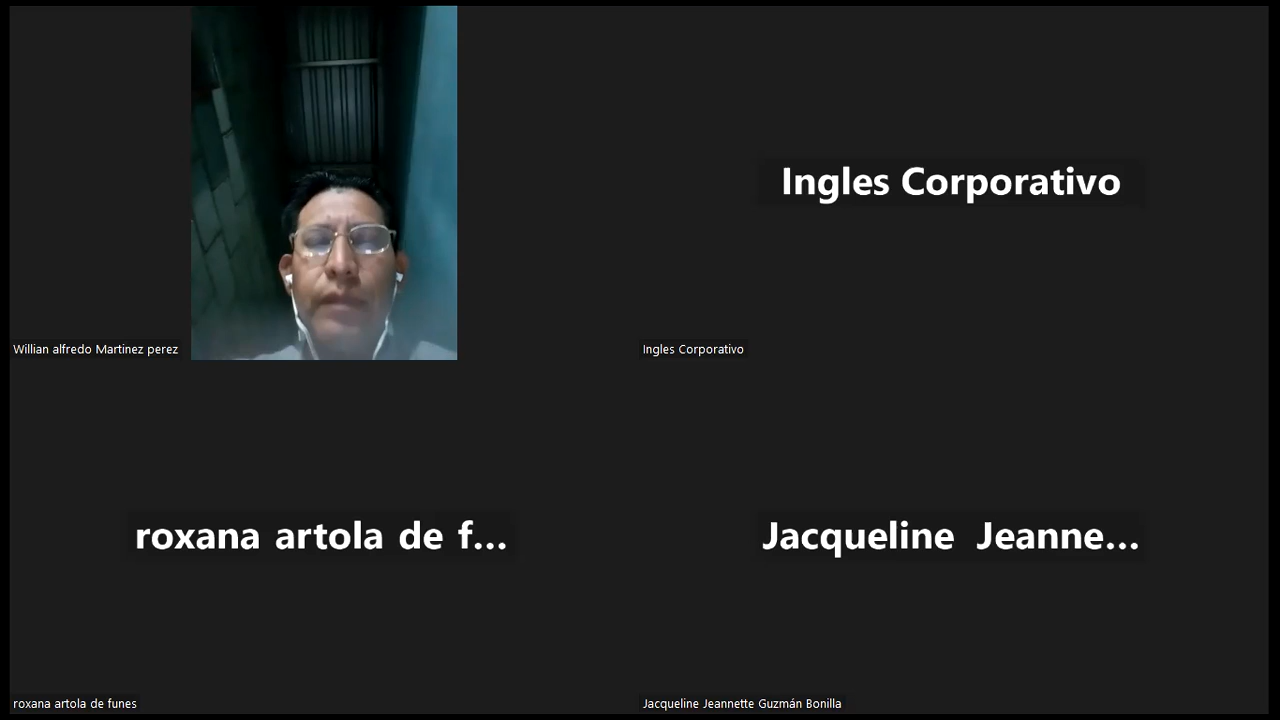 Ingles Corporativo
Willian alfredo Martinez perez
Ingles Corporativo
roxana artola de f...
Jacqueline Jeanne...
roxana artola de funes
Jacqueline Jeannette Guzmán Bonilla